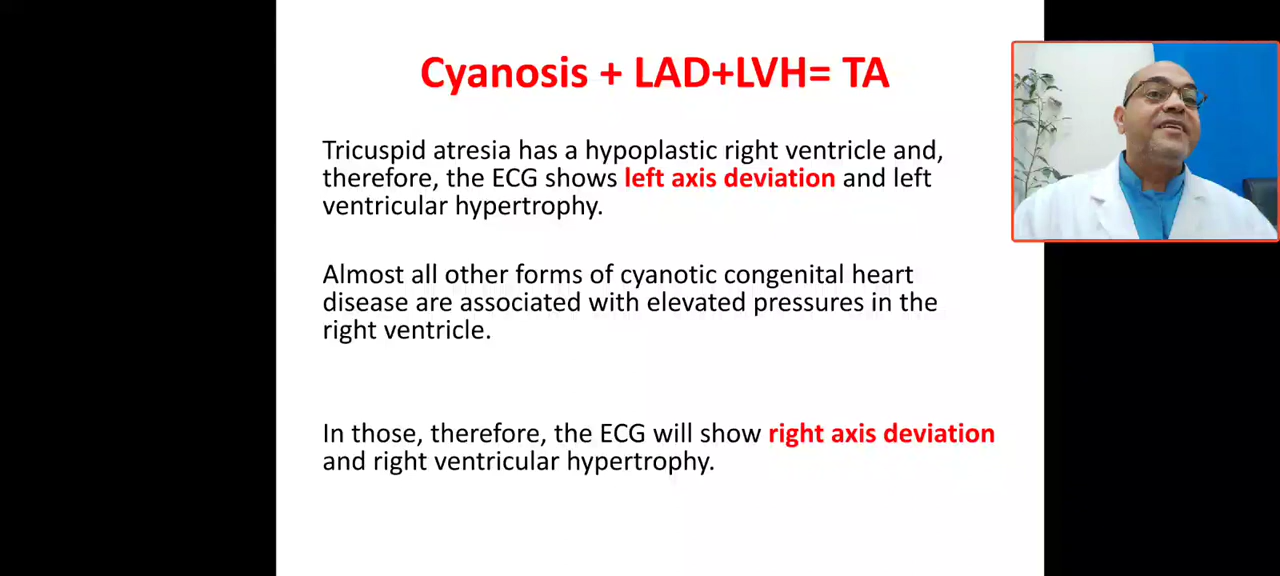 Cyanosis + LAD+LVH= TA
Tricuspid atresia has a hypoplastic right ventricle and,
therefore, the ECG shows left axis deviation and left
ventricular hypertrophy.
Almost all other forms of cyanotic congenital heart
disease are associated with elevated pressures in the
right ventricle.
In those, therefore, the ECG will show right axis deviation
and right ventricular hypertrophy.